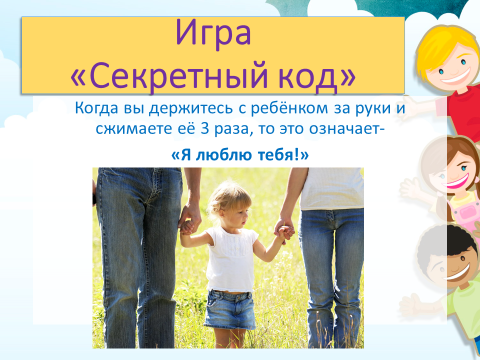 Игра
«Секретный код»
Когда вы держитесь с ребёнком за руки и
сжимаете её 3 раза, то это означает-
«Я люблю тебя!»